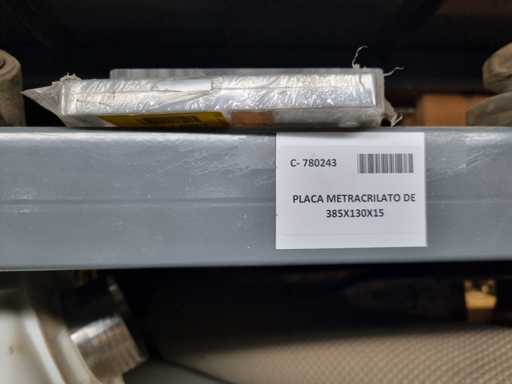 C- 780243
PLACA METRACRILATO DE
385X130X15